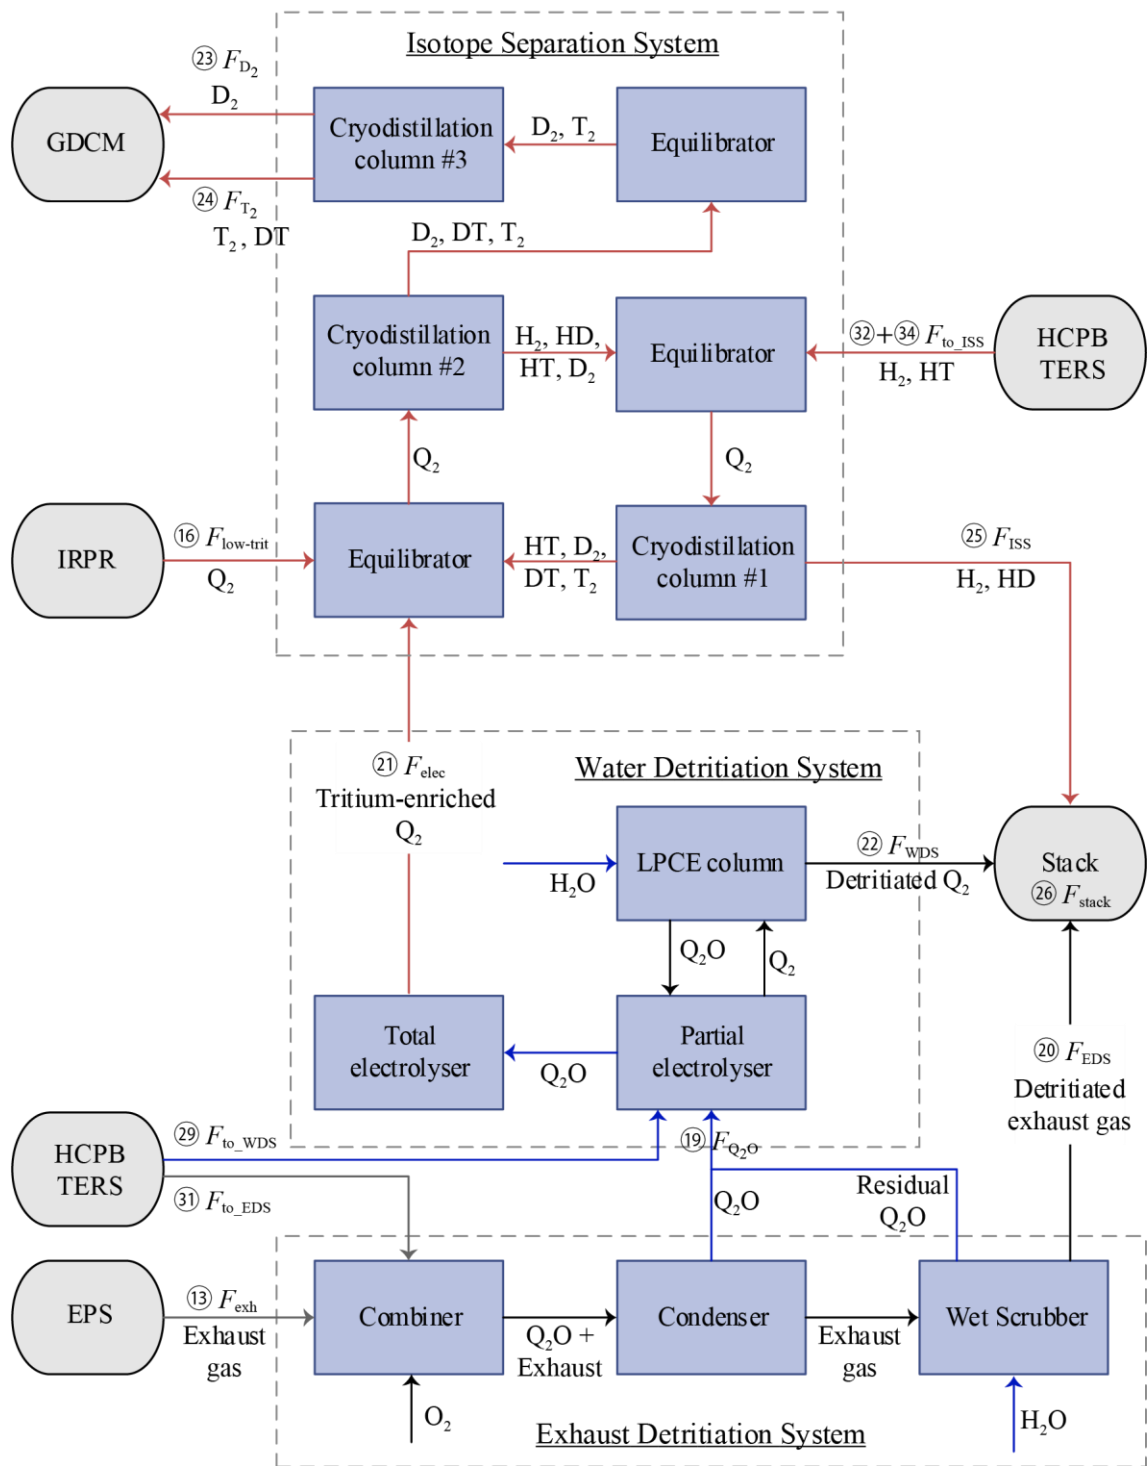 Isotope Separation System
㉓ F_D₂
D₂
GDCM
㉔ F_T₂
T₂, DT
Cryodistillation
column #3
D₂, T₂
Equilibrator
D₂, DT, T₂
Cryodistillation
column #2
H₂, HD,
HT, D₂
Equilibrator
㉜+㉞ F_to_ISS
H₂, HT
HCPB
TERS
Q₂
Q₂
IRPR
⑯ F_low-trit
Q₂
Equilibrator
HT, D₂,
DT, T₂
Cryodistillation
column #1
㉕ F_ISS
H₂, HD
㉑ F_elec
Tritium-enriched
Q₂
Water Detritiation System
H₂O
LPCE column
㉒ F_WDS
Detritiated Q₂
Stack
㉖ F_stack
Q₂O
Q₂
Total
electrolyser
Q₂O
Partial
electrolyser
⑳ F_EDS
Detritiated
exhaust gas
HCPB
TERS
㉙ F_to_WDS
㉛ F_to_EDS
⑲ F_Q₂O
Q₂O
Residual
Q₂O
EPS
⑬ F_exh
Exhaust
gas
Combiner
Q₂O +
Exhaust
Condenser
Exhaust
gas
Wet Scrubber
O₂
H₂O
Exhaust Detritiation System